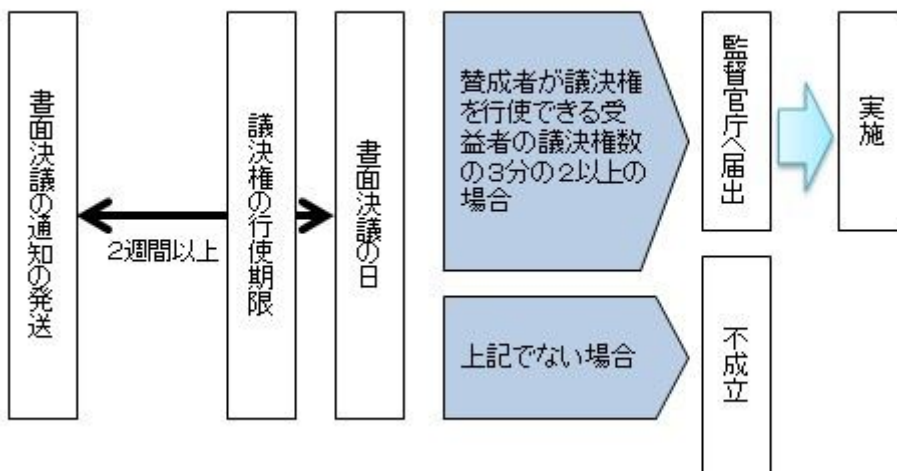 書面決議の通知の発送
2週間以上
議決権の行使期限
書面決議の日
賛成者が議決権
を行使できる受
益者の議決権数
の3分の2以上の
場合
監督官庁へ届出
実施
上記でない場合
不成立